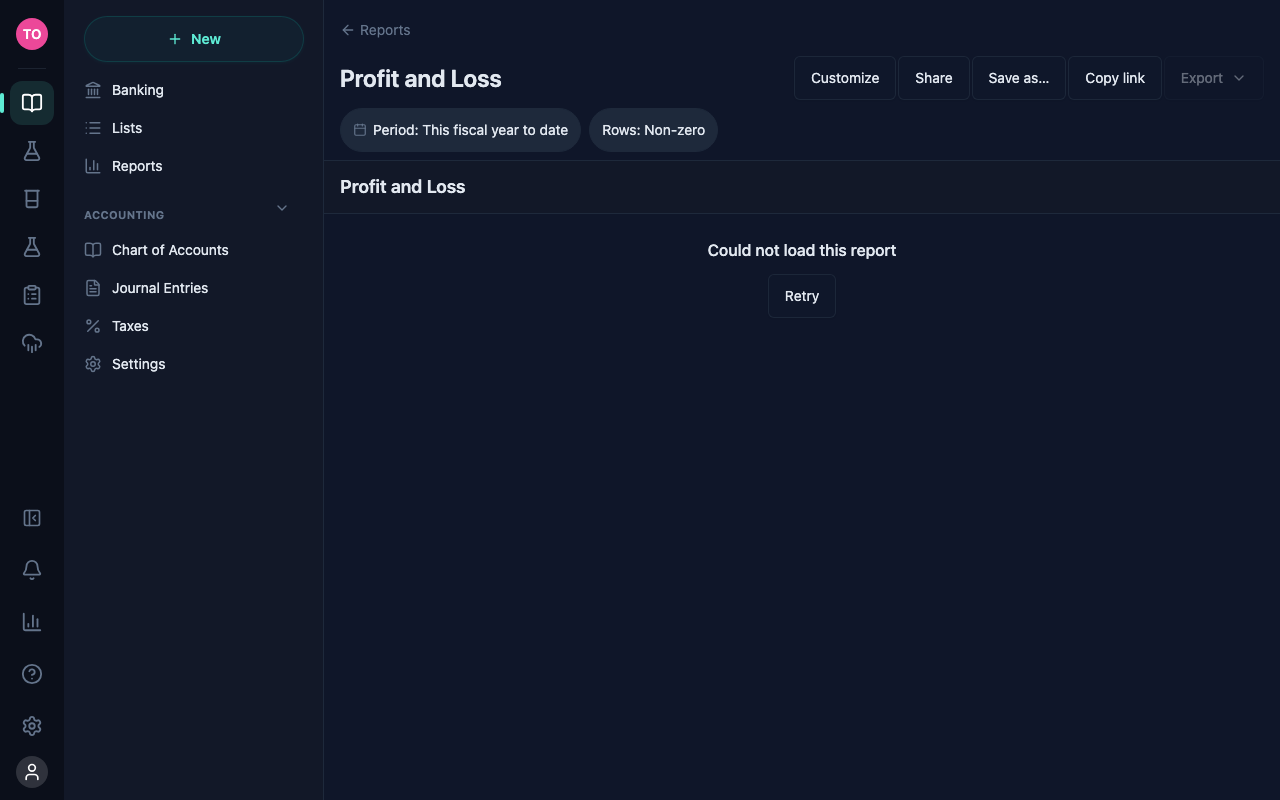 TO
New
Banking
Lists
Reports
ACCOUNTING
Chart of Accounts
Journal Entries
Taxes
Settings
Reports
Profit and Loss
Customize
Share
Save as...
Copy link
Export
Period: This fiscal year to date
Rows: Non-zero
Profit and Loss
Could not load this report
Retry